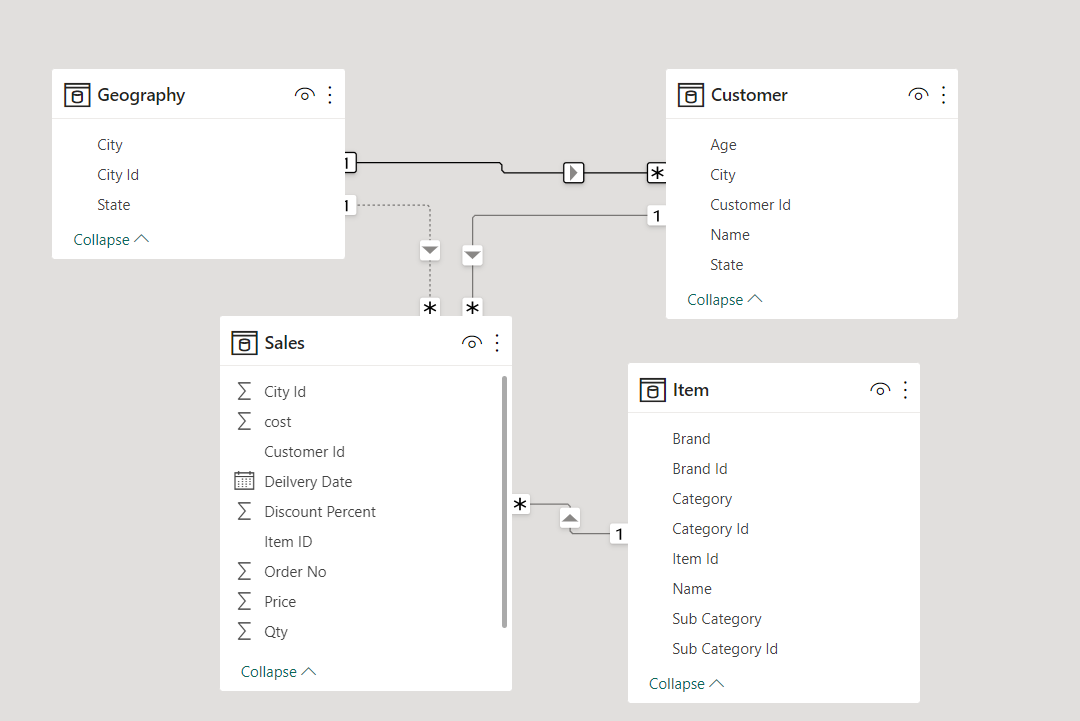 Geography
City
City Id
State
Collapse
Customer
Age
City
Customer Id
Name
State
Collapse
1
*
1
1
*
*
Sales
City Id
cost
Customer Id
Deilvery Date
Discount Percent
Item ID
Order No
Price
Qty
Collapse
*
1
Item
Brand
Brand Id
Category
Category Id
Item Id
Name
Sub Category
Sub Category Id
Collapse